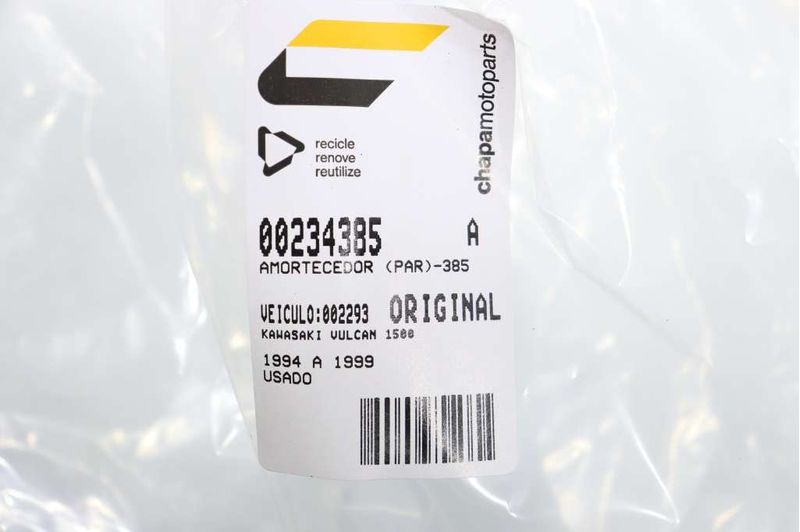 chapamotoparts
recicle
renove
reutilize
00234385 A
AMORTECEDOR (PAR)-385
VEICULO:002293 ORIGINAL
KAWASAKI VULCAN 1500
1994 A 1999
USADO